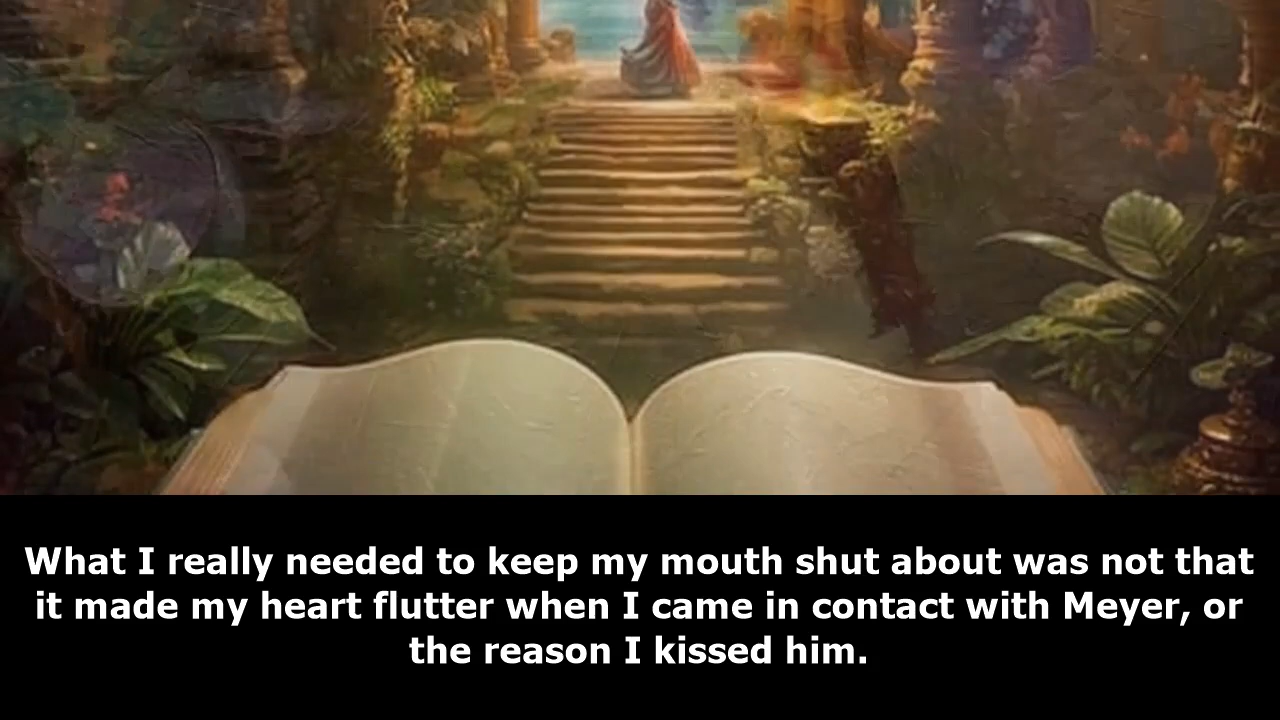 What I really needed to keep my mouth shut about was not that
it made my heart flutter when I came in contact with Meyer, or
the reason I kissed him.